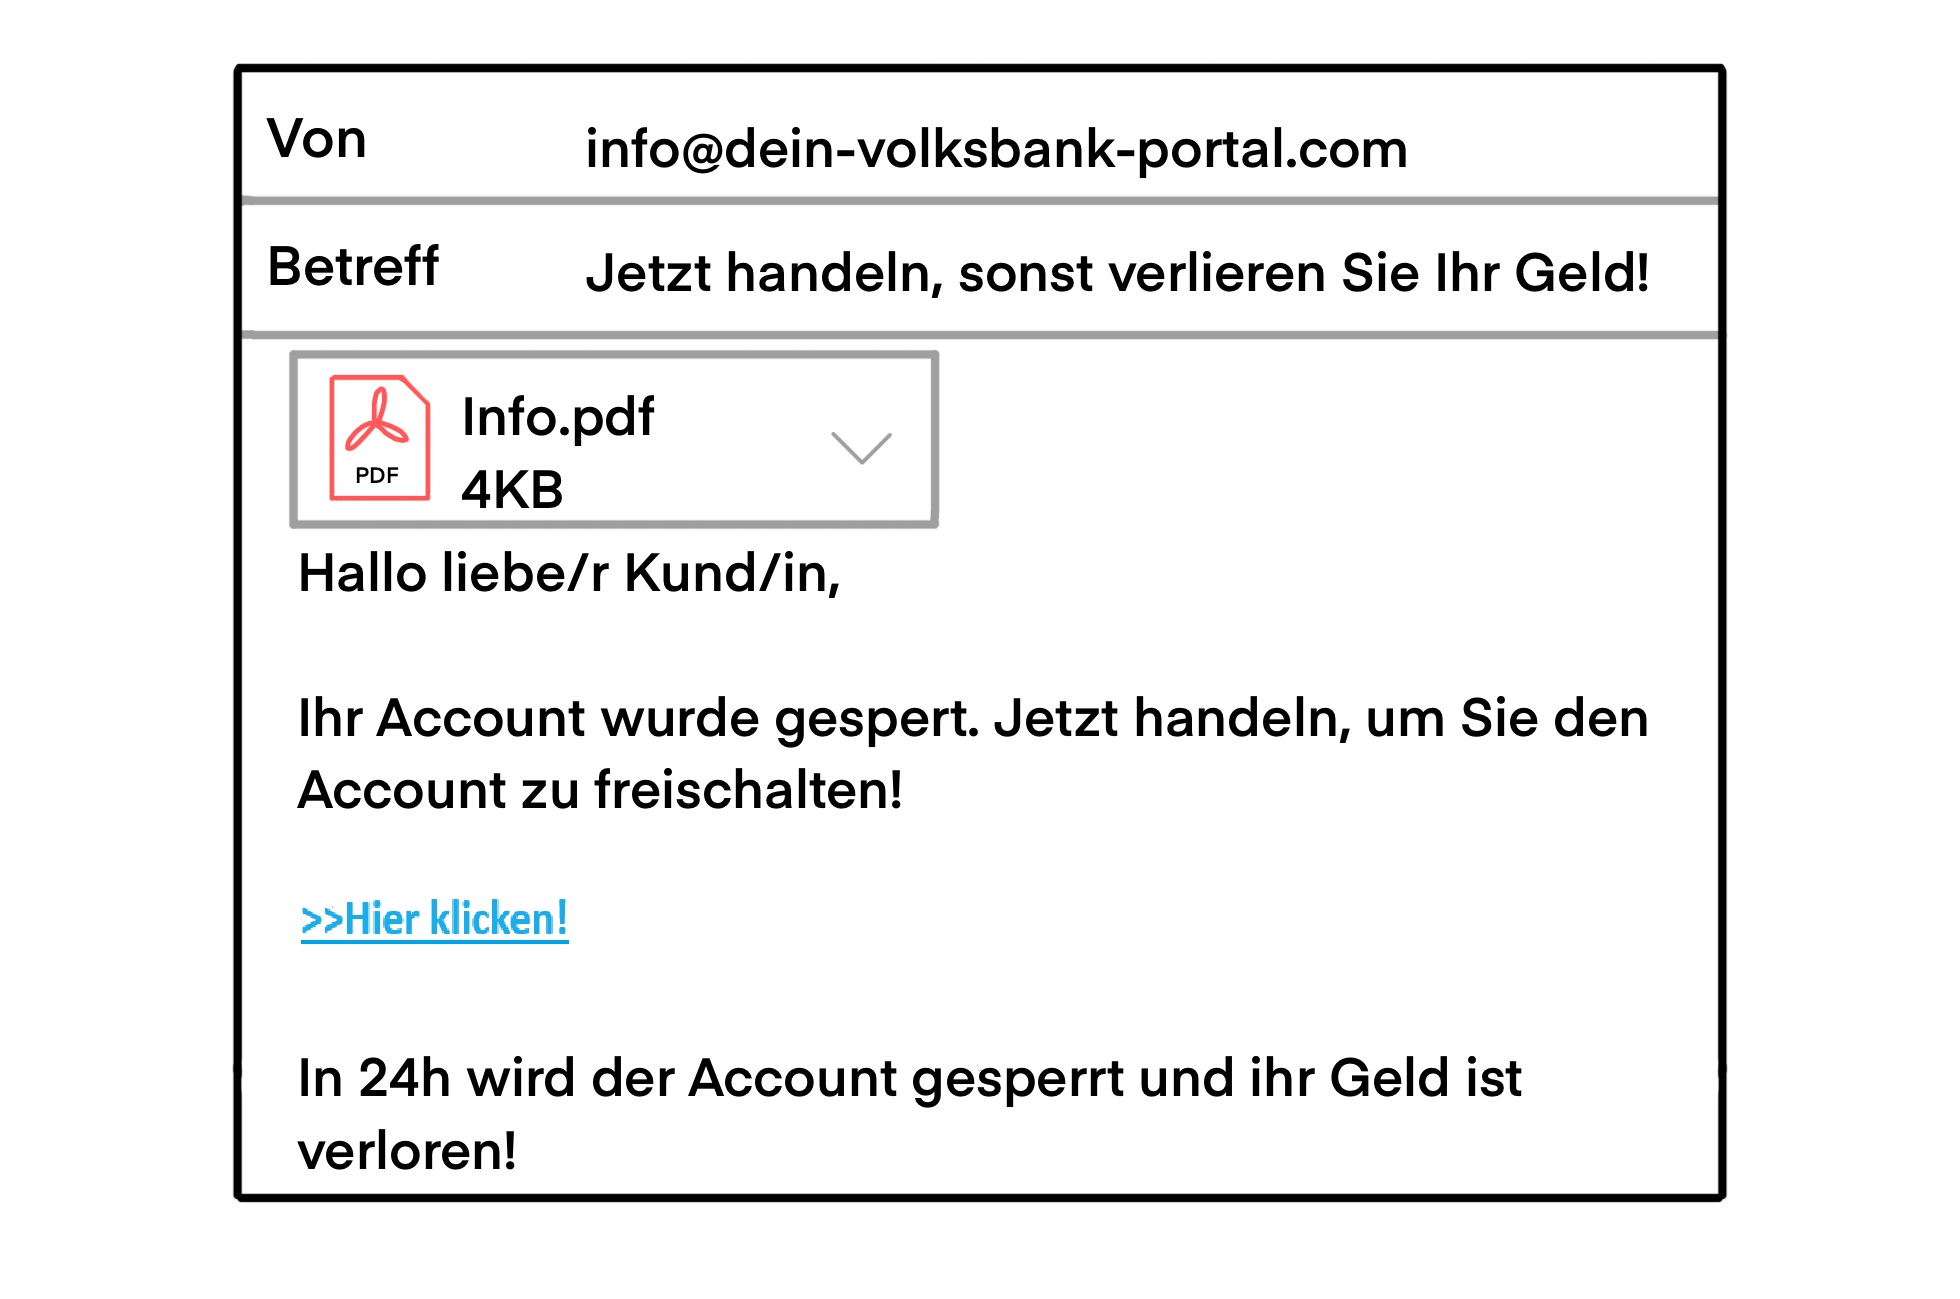 Von info@dein-volksbank-portal.com
Betreff Jetzt handeln, sonst verlieren Sie Ihr Geld!
Info.pdf
PDF
4KB
Hallo liebe/r Kund/in,
Ihr Account wurde gespert. Jetzt handeln, um Sie den
Account zu freischalten!
>>Hier klicken!
In 24h wird der Account gesperrt und ihr Geld ist
verloren!